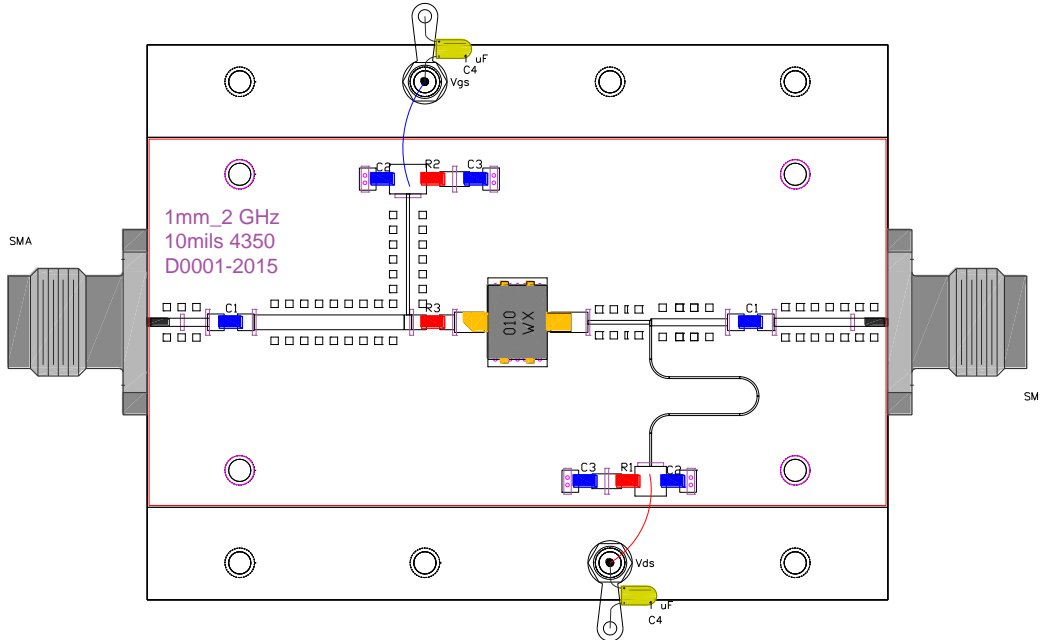 1 uF
C4
Vgs
C2
R2
C3
1mm_2 GHz
10mils 4350
D0001-2015
SMA
C1
R3
010
WX
C1
SM
C3
R1
C2
Vds
1 uF
C4